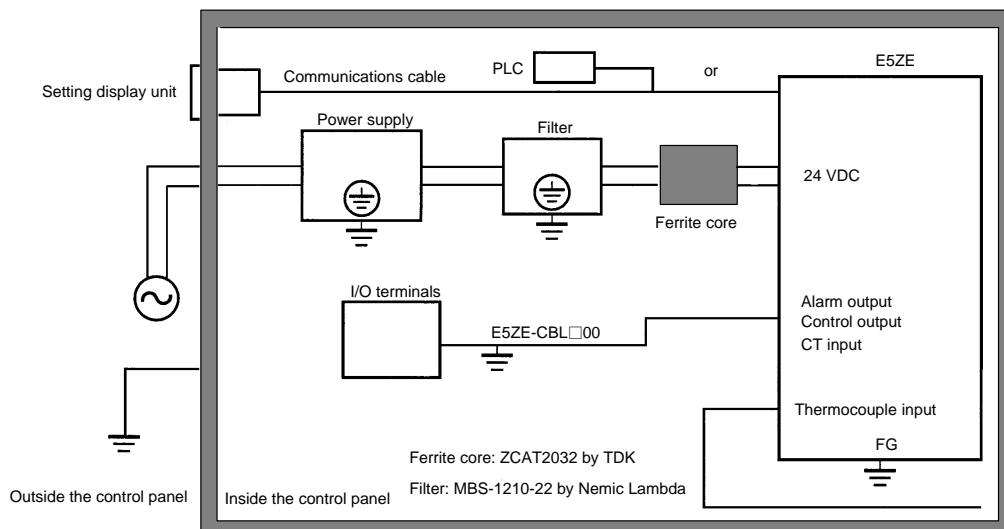 E5ZE
PLC
or
Communications cable
Setting display unit
Power supply
Filter
24 VDC
Ferrite core
I/O terminals
Alarm output
E5ZE-CBL□00
Control output
CT input
Thermocouple input
FG
Ferrite core: ZCAT2032 by TDK
Filter: MBS-1210-22 by Nemic Lambda
Outside the control panel
Inside the control panel